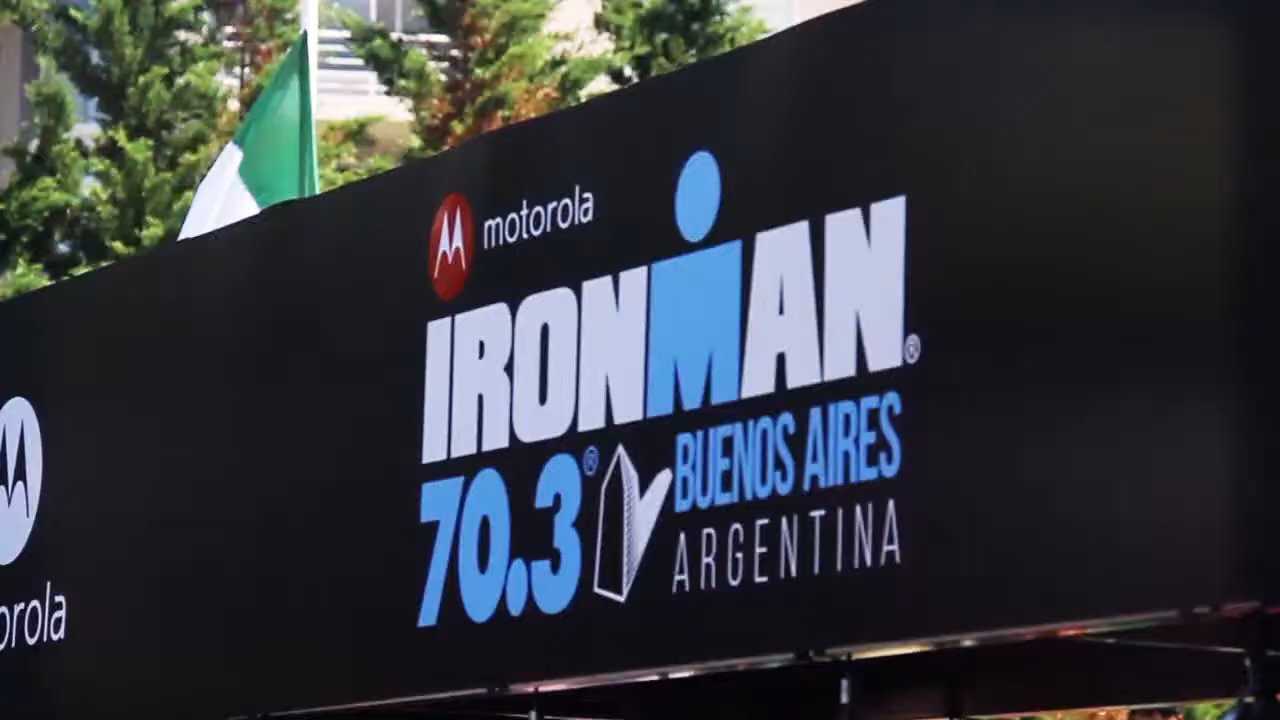 motorola
IRONMAN®
70.3®
BUENOS AIRES
ARGENTINA
orola